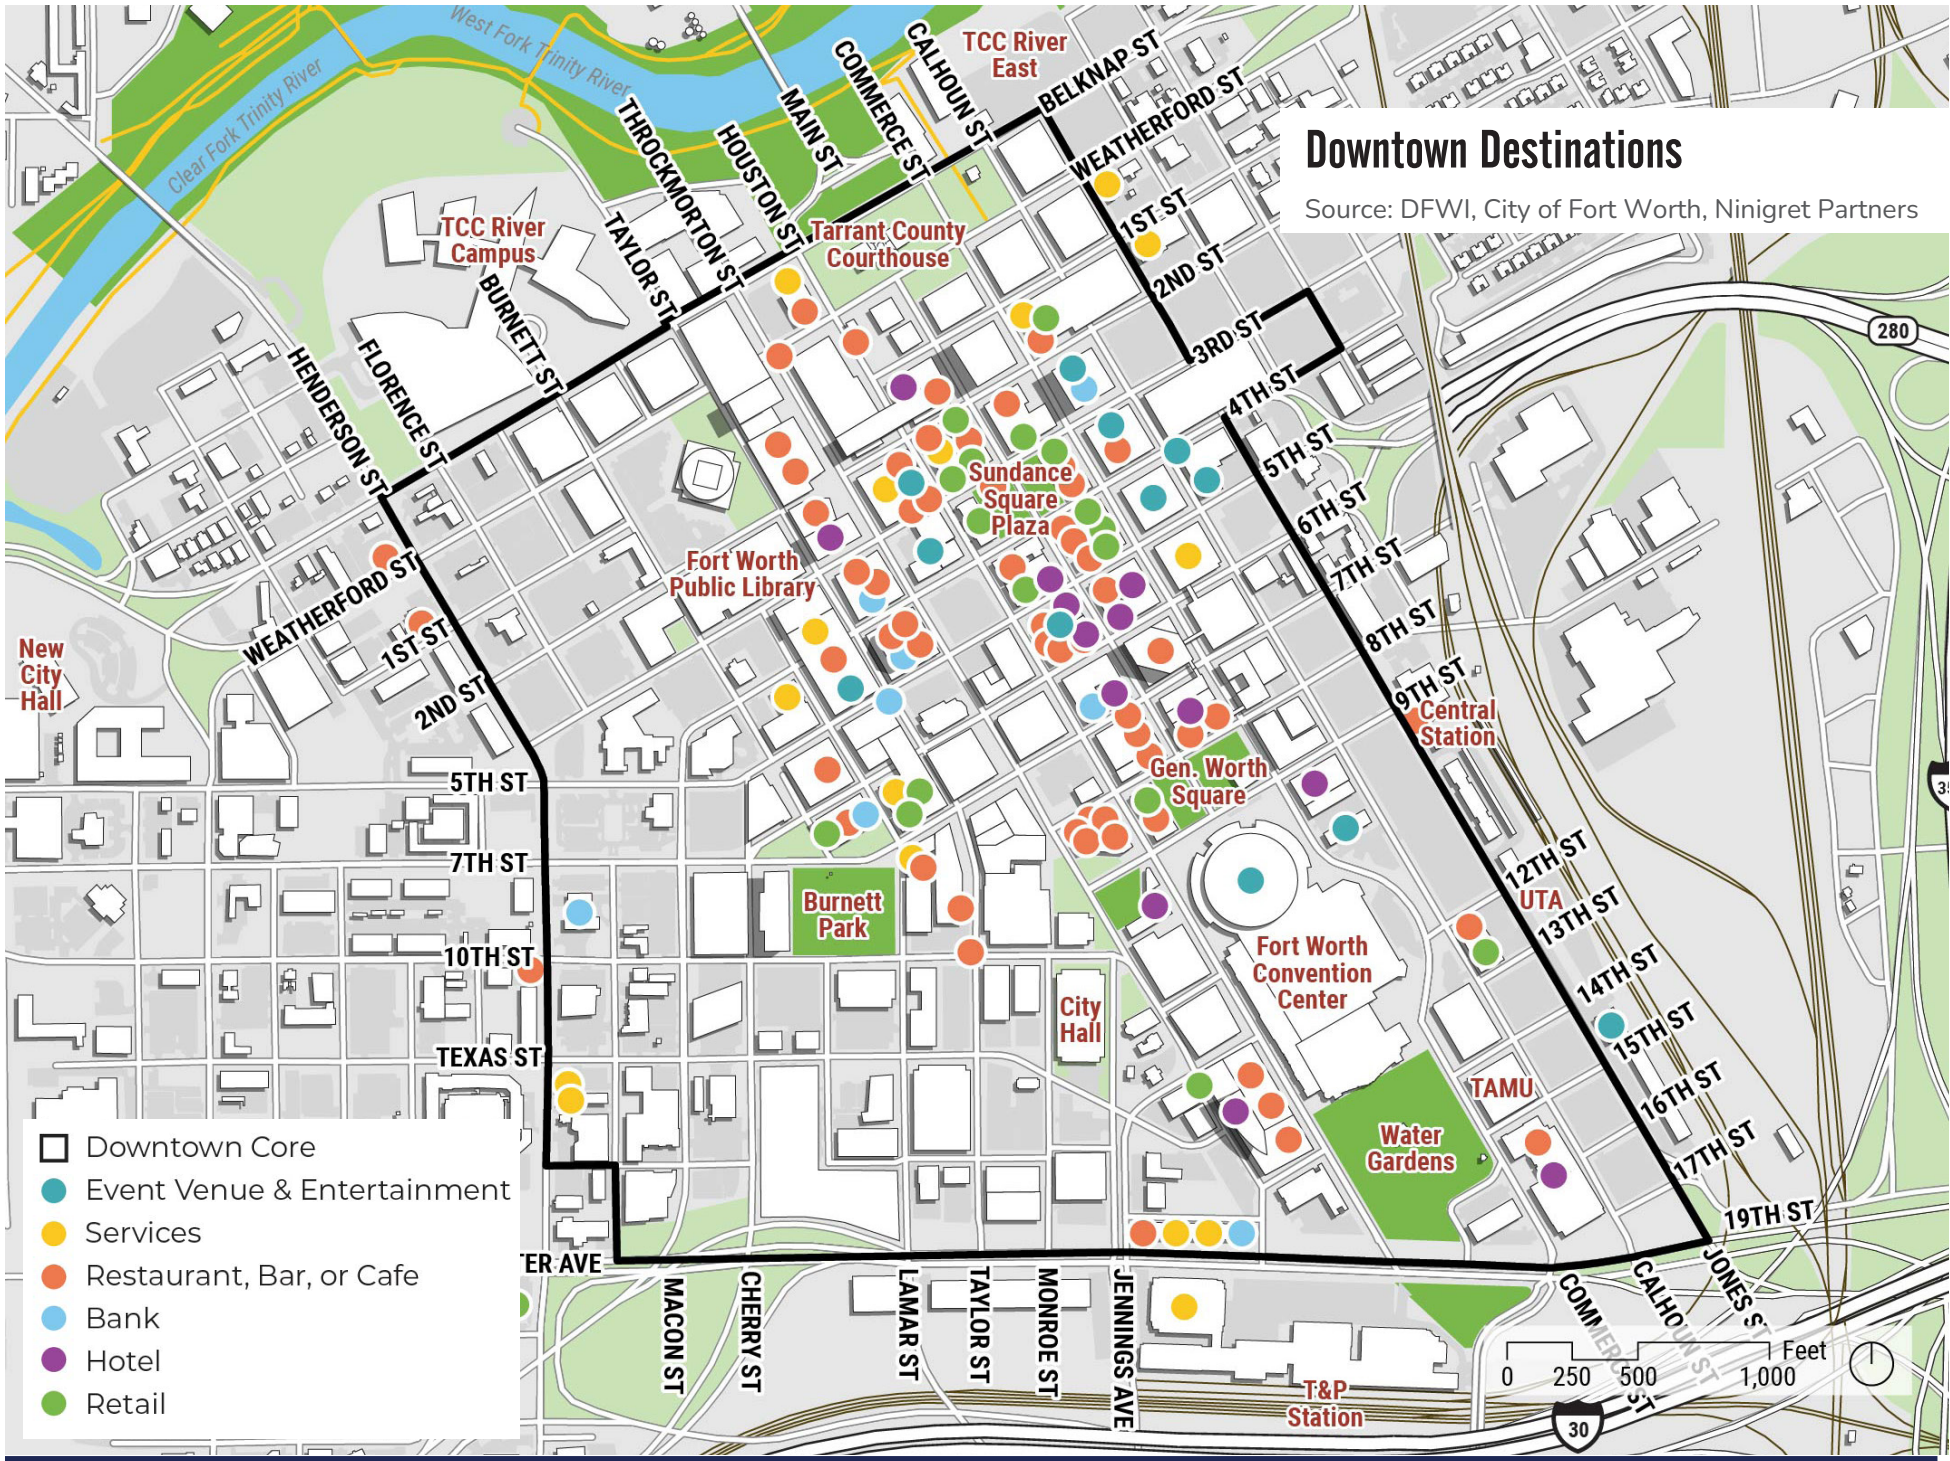 Downtown Destinations
Source: DFWI, City of Fort Worth, Ninigret Partners
West Fork Trinity River
Clear Fork Trinity River
TCC River
East
CALHOUN ST
COMMERCE ST
MAIN ST
HOUSTON ST
THROCKMORTON ST
TAYLOR ST
BURNETT ST
FLORENCE ST
HENDERSON ST
BELKNAP ST
WEATHERFORD ST
1ST ST
2ND ST
3RD ST
4TH ST
5TH ST
6TH ST
7TH ST
8TH ST
9TH ST
12TH ST
13TH ST
14TH ST
15TH ST
16TH ST
17TH ST
19TH ST
280
TCC River
Campus
Tarrant County
Courthouse
Sundance
Square
Plaza
Fort Worth
Public Library
New
City
Hall
WEATHERFORD ST
1ST ST
2ND ST
5TH ST
7TH ST
10TH ST
TEXAS ST
TER AVE
Central
Station
Gen. Worth
Square
UTA
Burnett
Park
Fort Worth
Convention
Center
City
Hall
TAMU
Water
Gardens
T&P
Station
35
30
MACON ST
CHERRY ST
LAMAR ST
TAYLOR ST
MONROE ST
JENNINGS AVE
COMMERCE ST
CALHOUN ST
JONES ST
Downtown Core
Event Venue & Entertainment
Services
Restaurant, Bar, or Cafe
Bank
Hotel
Retail
Feet
0 250 500 1,000